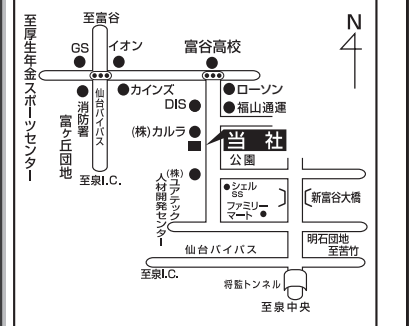 至富谷
N
GS
イオン
富谷高校
至厚生年金スポーツセンター
カインズ
ローソン
DIS
福山通運
消防署
富ヶ丘団地
仙台バイパス
(株)カルラ
当社
公園
至泉I.C.
(株)ユアテック
人材開発センター
シェル
SS
ファミリー
マート
新富谷大橋
仙台バイパス
明石団地
至苦竹
至泉I.C.
将監トンネル
至泉中央